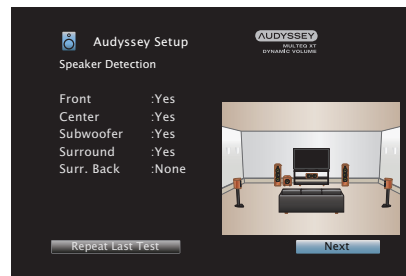 Audyssey Setup
AUDYSSEY
MULTEQ XT
DYNAMIC VOLUME
Speaker Detection
Front :Yes
Center :Yes
Subwoofer :Yes
Surround :Yes
Surr. Back :None
Repeat Last Test
Next